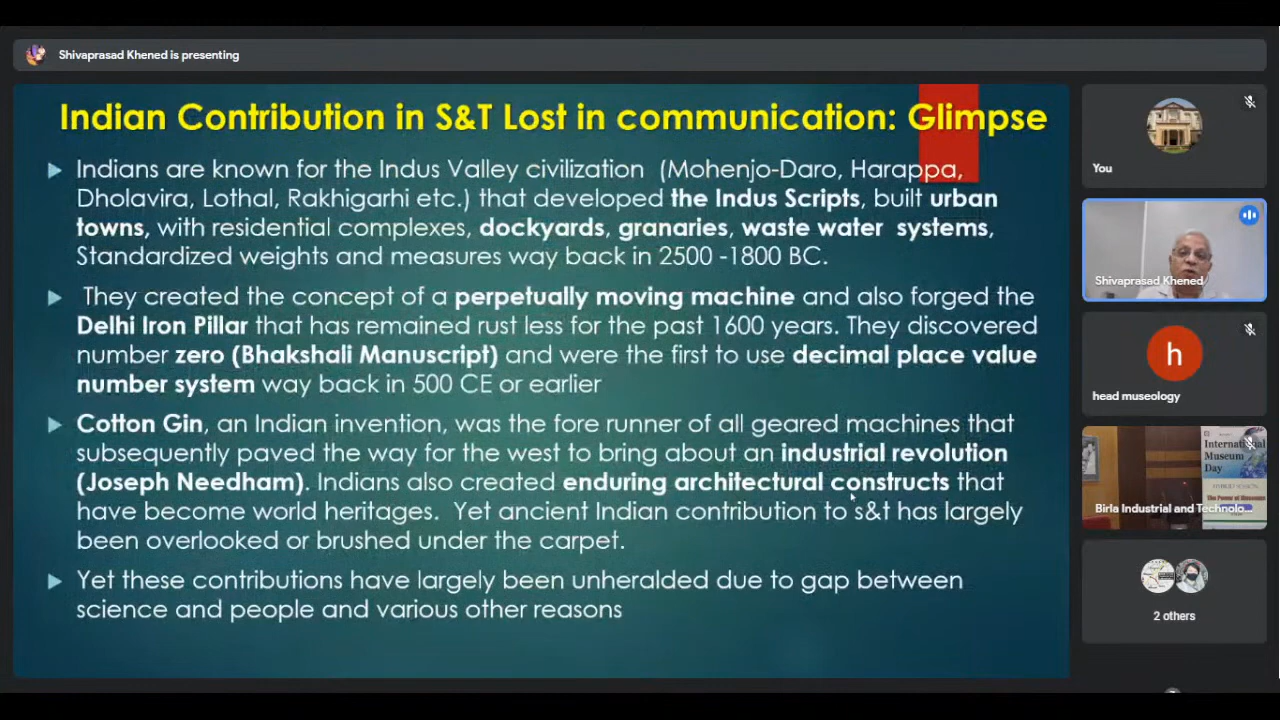 Shivaprasad Khened is presenting
Indian Contribution in S&T Lost in communication: Glimpse
Indians are known for the Indus Valley civilization (Mohenjo-Daro, Harappa,
Dholavira, Lothal, Rakhigarhi etc.) that developed the Indus Scripts, built urban
towns, with residential complexes, dockyards, granaries, waste water systems,
Standardized weights and measures way back in 2500 -1800 BC.
They created the concept of a perpetually moving machine and also forged the
Delhi Iron Pillar that has remained rust less for the past 1600 years. They discovered
number zero (Bhakshali Manuscript) and were the first to use decimal place value
number system way back in 500 CE or earlier
Cotton Gin, an Indian invention, was the fore runner of all geared machines that
subsequently paved the way for the west to bring about an industrial revolution
(Joseph Needham). Indians also created enduring architectural constructs that
have become world heritages. Yet ancient Indian contribution to s&t has largely
been overlooked or brushed under the carpet.
Yet these contributions have largely been unheralded due to gap between
science and people and various other reasons
You
Shivaprasad Khened
h
head museology
International
Museum
Day
Birla Industrial and Technolo...
2 others